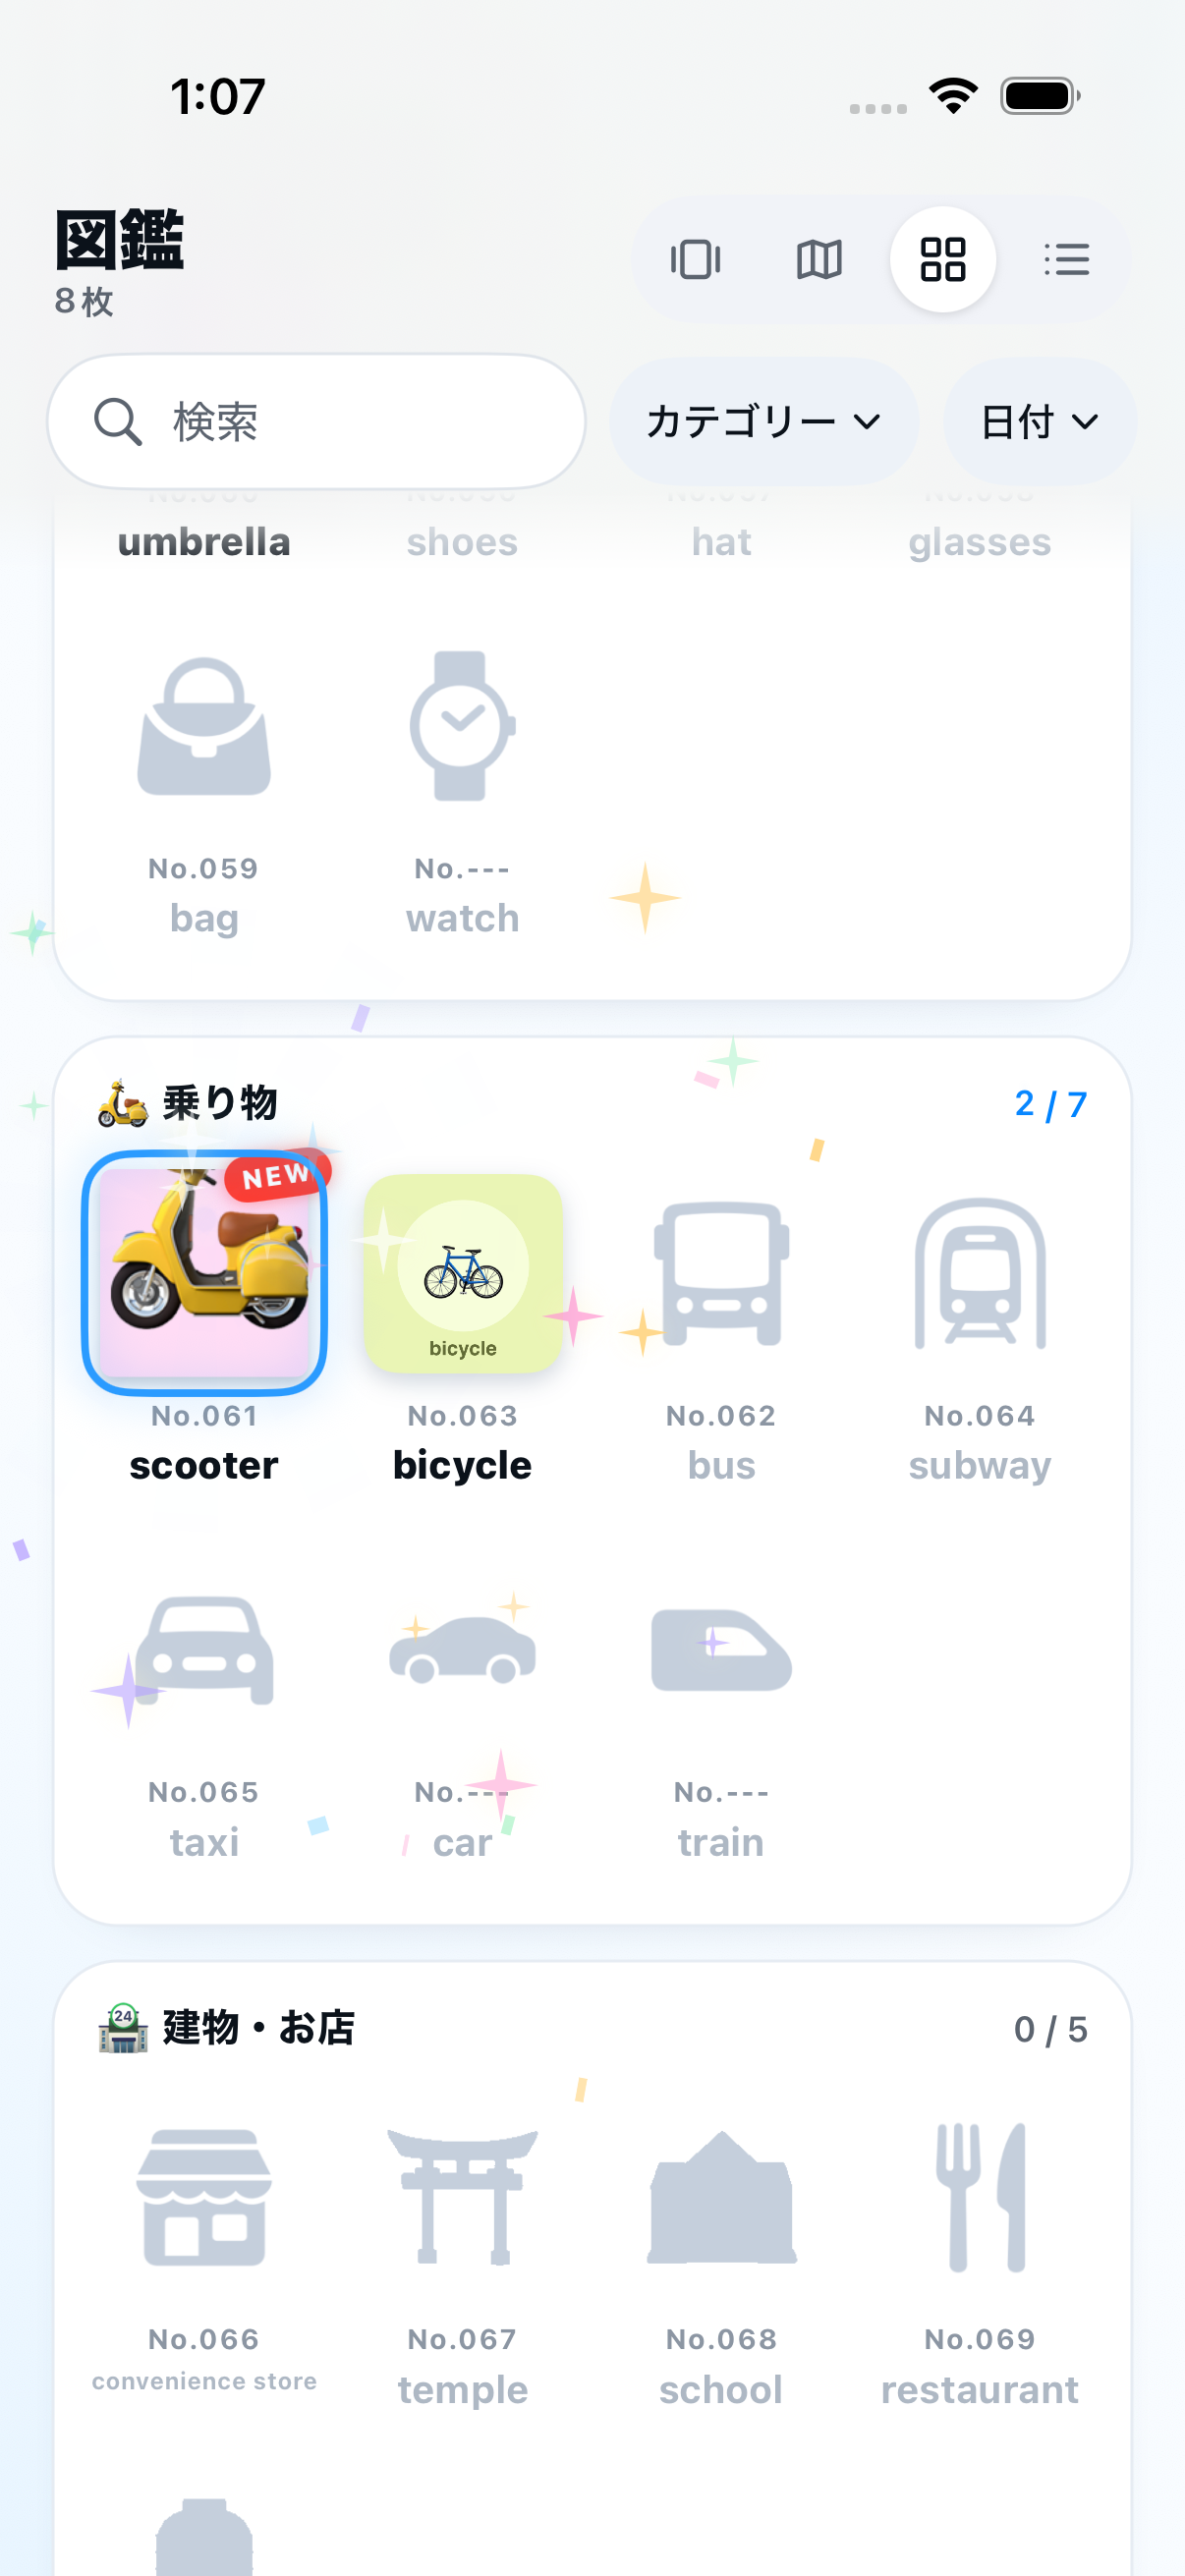 1:07
図鑑
8枚
検索
カテゴリー
日付
umbrella
shoes
hat
glasses
No.059
No.---
bag
watch
乗り物
2 / 7
NEW
bicycle
No.061
No.063
No.062
No.064
scooter
bicycle
bus
subway
No.065
No.---
No.---
taxi
car
train
24
建物・お店
0 / 5
No.066
No.067
No.068
No.069
convenience store
temple
school
restaurant